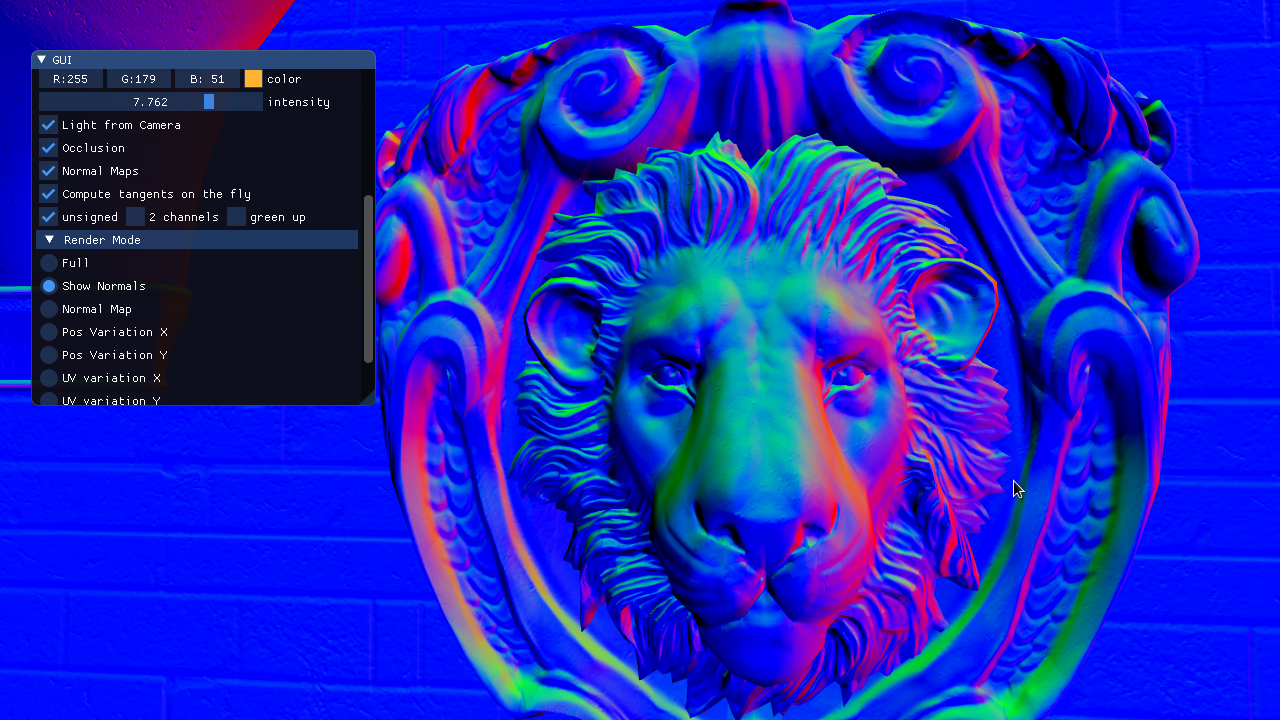 GUI
R:255 G:179 B: 51 color
7.762 intensity
Light from Camera
Occlusion
Normal Maps
Compute tangents on the fly
unsigned 2 channels green up
Render Mode
Full
Show Normals
Normal Map
Pos Variation X
Pos Variation Y
UV variation X
UV variation Y